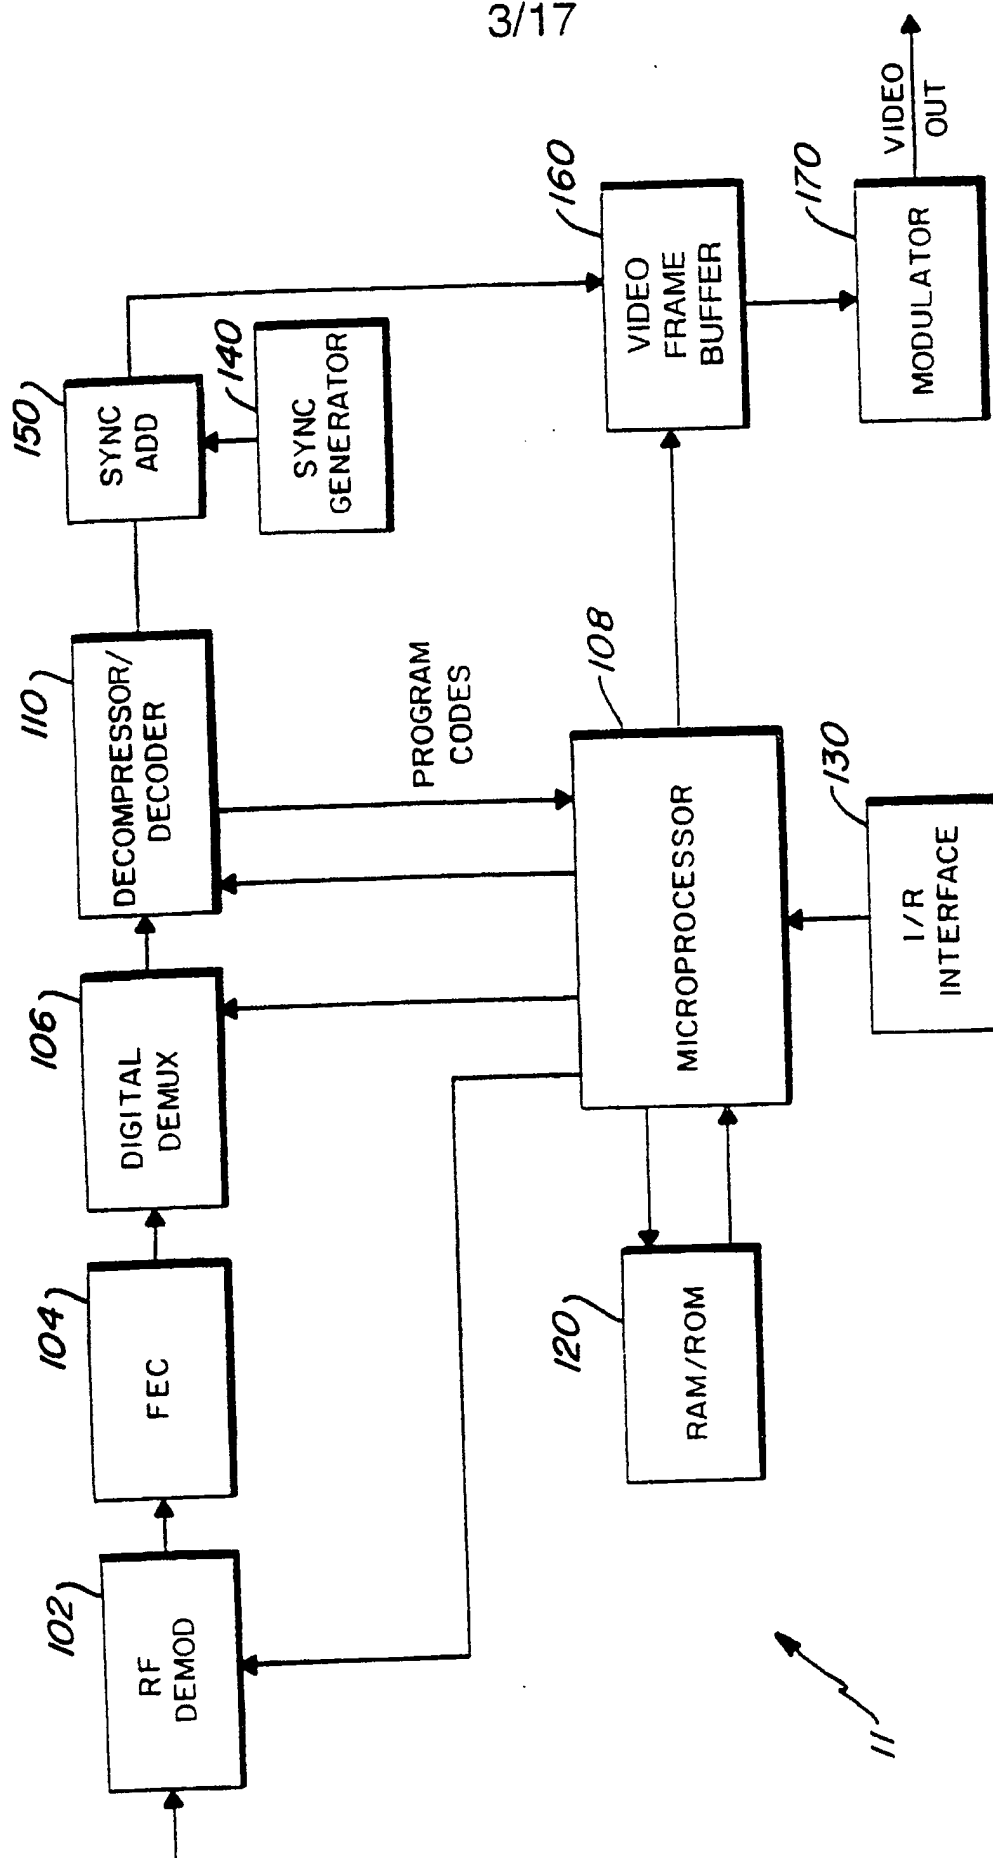 3/17
102
RF
DEMOD
104
FEC
106
DIGITAL
DEMUX
110
DECOMPRESSOR/
DECODER
150
SYNC
ADD
140
SYNC
GENERATOR
PROGRAM
CODES
120
RAM/ROM
108
MICROPROCESSOR
160
VIDEO
FRAME
BUFFER
130
I/R
INTERFACE
170
MODULATOR
VIDEO
OUT
11